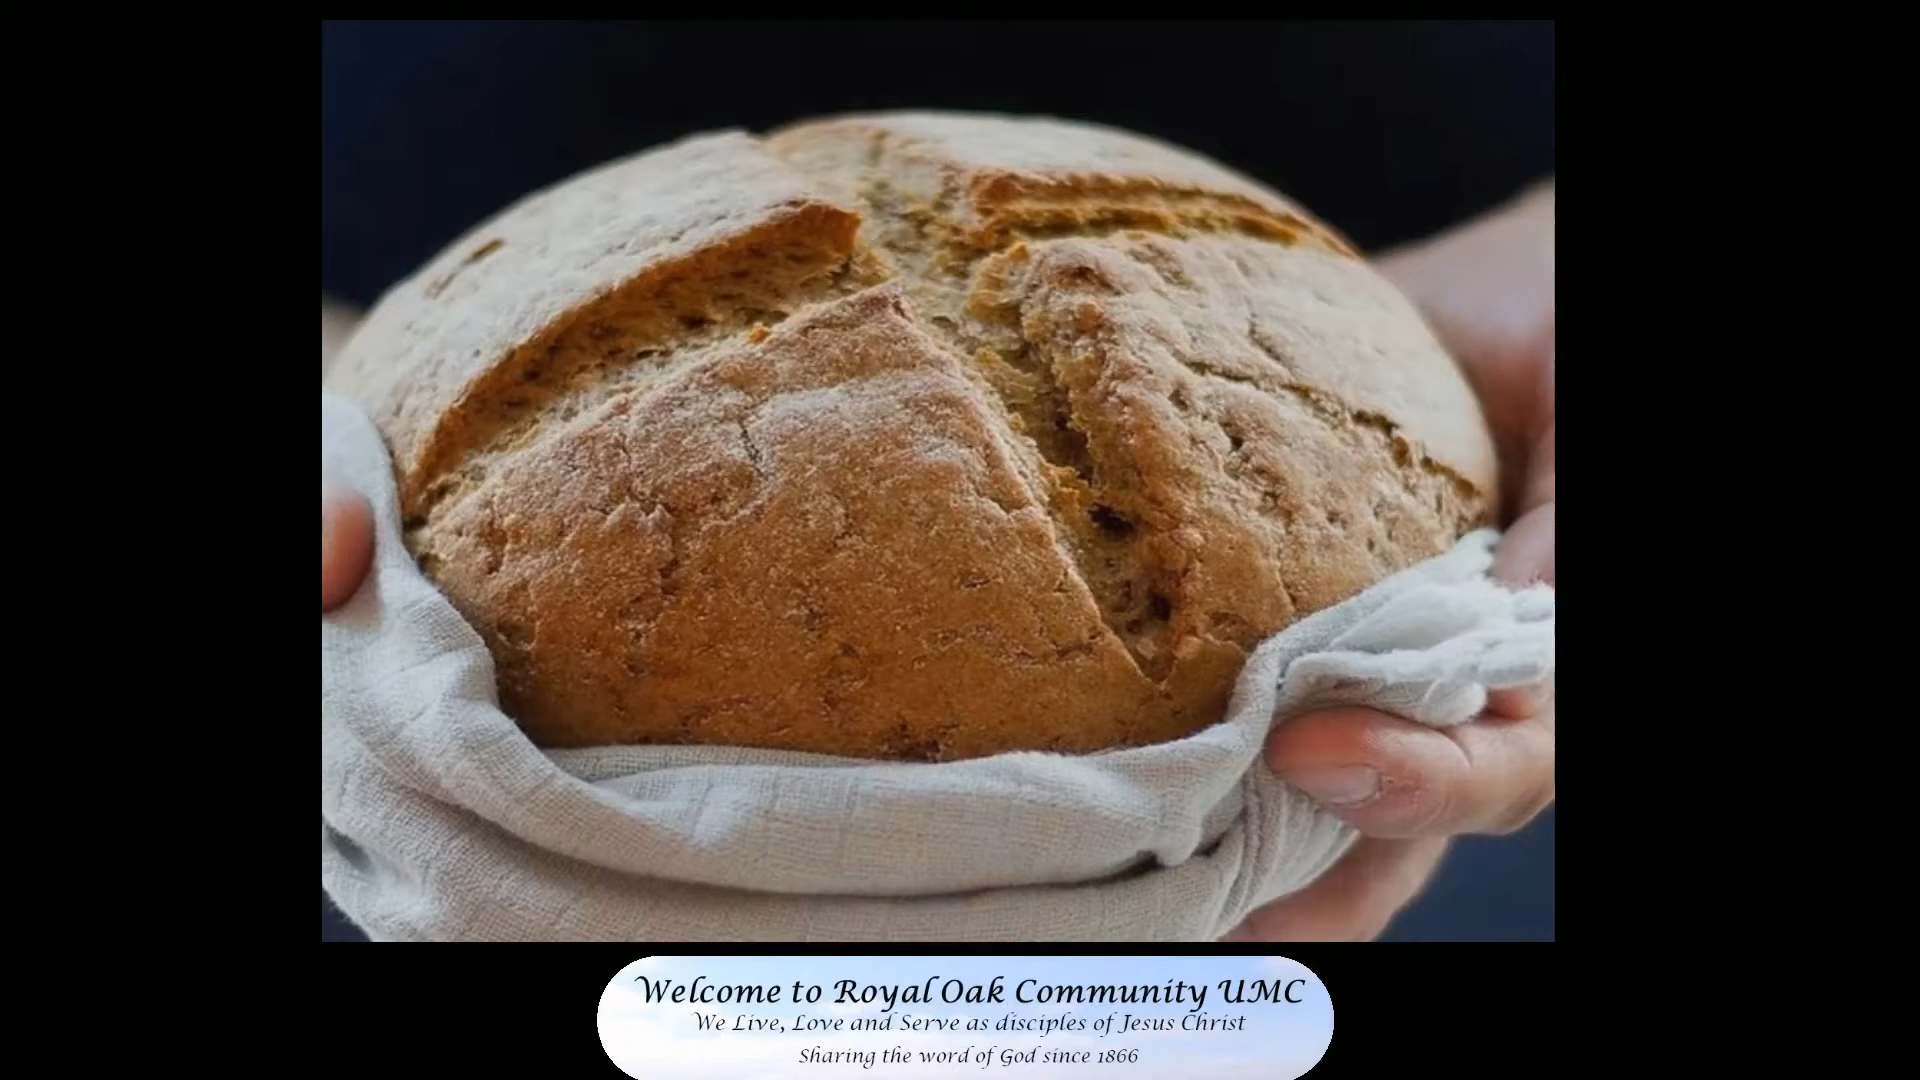 Welcome to Royal Oak Community UMC
We Live, Love and Serve as disciples of Jesus Christ
Sharing the word of God since 1866